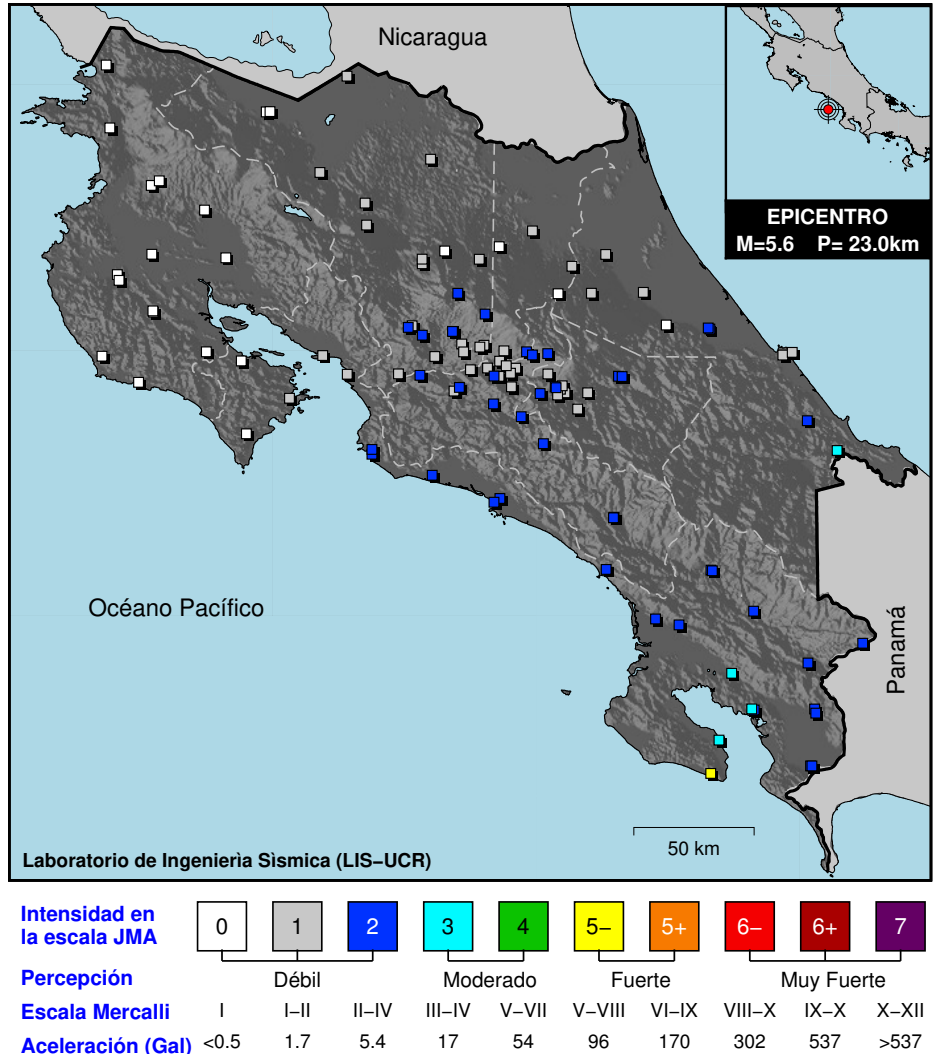 Nicaragua
EPICENTRO
M=5.6 P= 23.0km
Océano Pacífico
Panamá
50 km
Laboratorio de Ingenierìa Sìsmica (LIS−UCR)
Intensidad en
la escala JMA
0 1 2 3 4 5− 5+ 6− 6+ 7
Percepción Débil Moderado Fuerte Muy Fuerte
Escala Mercalli I I−II II−IV III−IV V−VII V−VIII VI−IX VIII−X IX−X X−XII
Aceleración (Gal) <0.5 1.7 5.4 17 54 96 170 302 537 >537